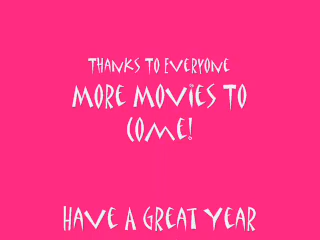 THANKS TO EVERYONE
MORE MOVIES TO
COME!
HAVE A GREAT YEAR